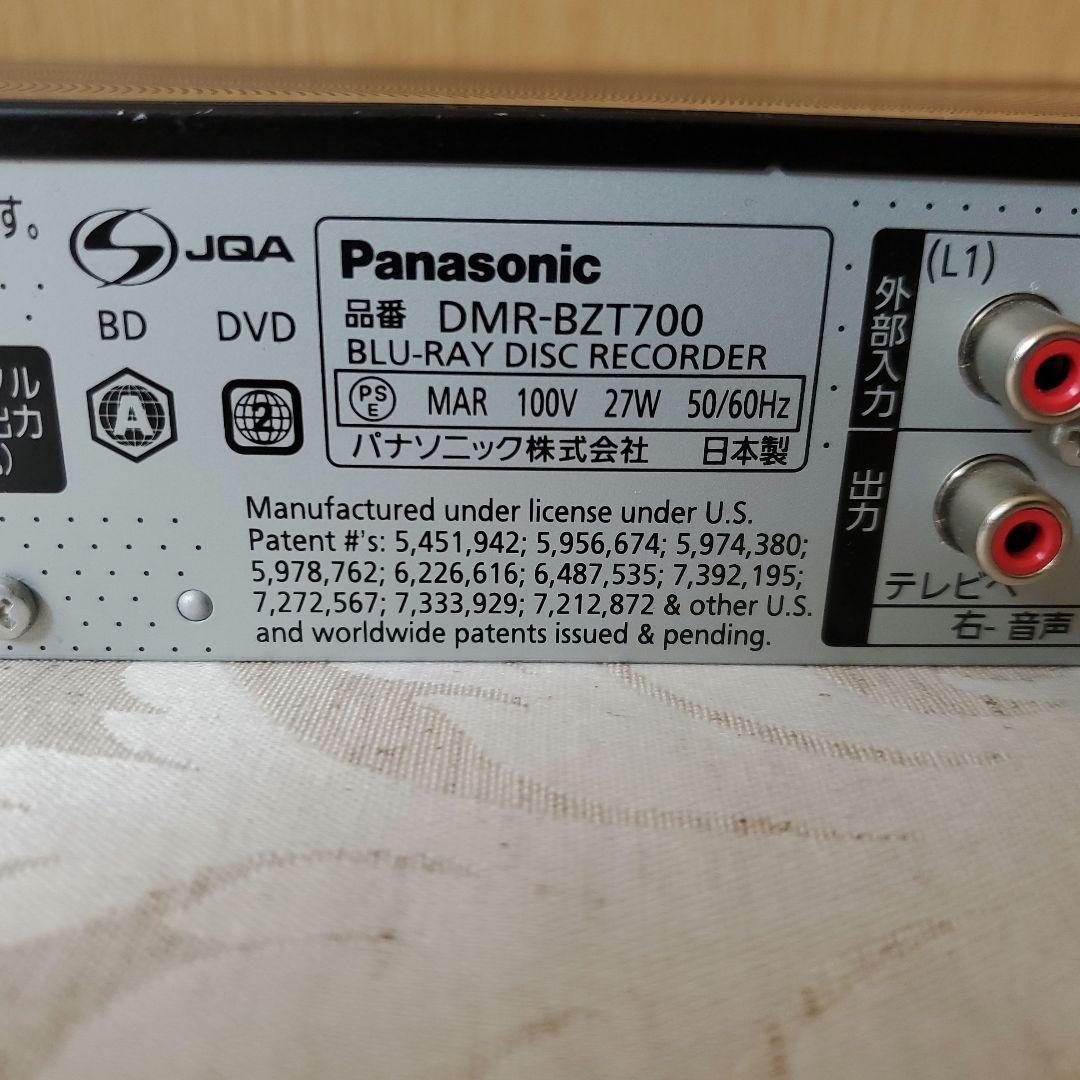 す。
JQA
BD DVD
A 2
ル
出力
)
Panasonic
品番 DMR-BZT700
BLU-RAY DISC RECORDER
PSE MAR 100V 27W 50/60Hz
パナソニック株式会社 日本製
Manufactured under license under U.S.
Patent #'s: 5,451,942; 5,956,674; 5,974,380;
5,978,762; 6,226,616; 6,487,535; 7,392,195;
7,272,567; 7,333,929; 7,212,872 & other U.S.
and worldwide patents issued & pending.
外部入力
(L1)
出力
テレビへ
右-音声